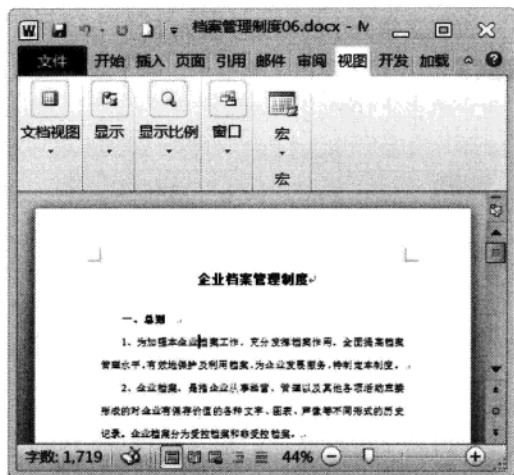 档案管理制度06.docx - M
文件 开始 插入 页面 引用 邮件 审阅 视图 开发 加载
文档视图 显示 显示比例 窗口 宏
宏
企业档案管理制度
一、总则
1、为加强本企业档案工作，充分发挥档案作用，全面提高档案
管理水平，有效地保护及利用档案，为企业发展服务，特制定本制度。
2、企业档案，是指企业从事经营、管理以及其他各项活动直接
形成的对企业有保存价值的各种文字、图表、声像等不同形式的历史
记录。企业档案分为受控档案和非受控档案。
字数: 1,719 44%